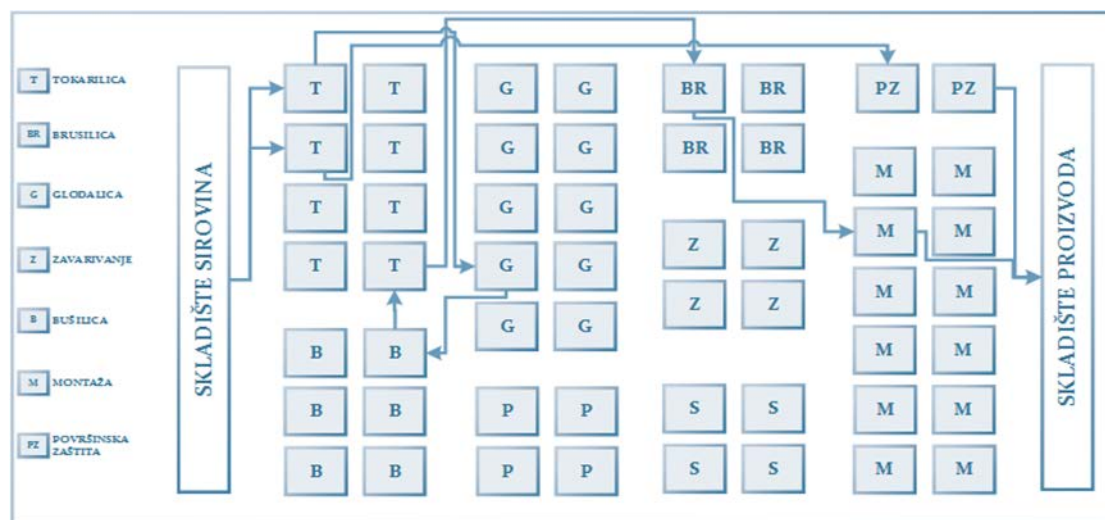 T TOKARILICA
BR BRUSILICA
G GLODALICA
Z ZAVARIVANJE
B BUŠILICA
M MONTAŽA
PZ POVRŠINSKA
ZAŠTITA
SKLADIŠTE SIROVINA
T T G G BR BR PZ PZ
T T G G BR BR
M M
T T G G
Z Z M M
T T G G
Z Z M M
B B G G
M M
B B P P S S M M
B B P P S S M M
SKLADIŠTE PROIZVODA